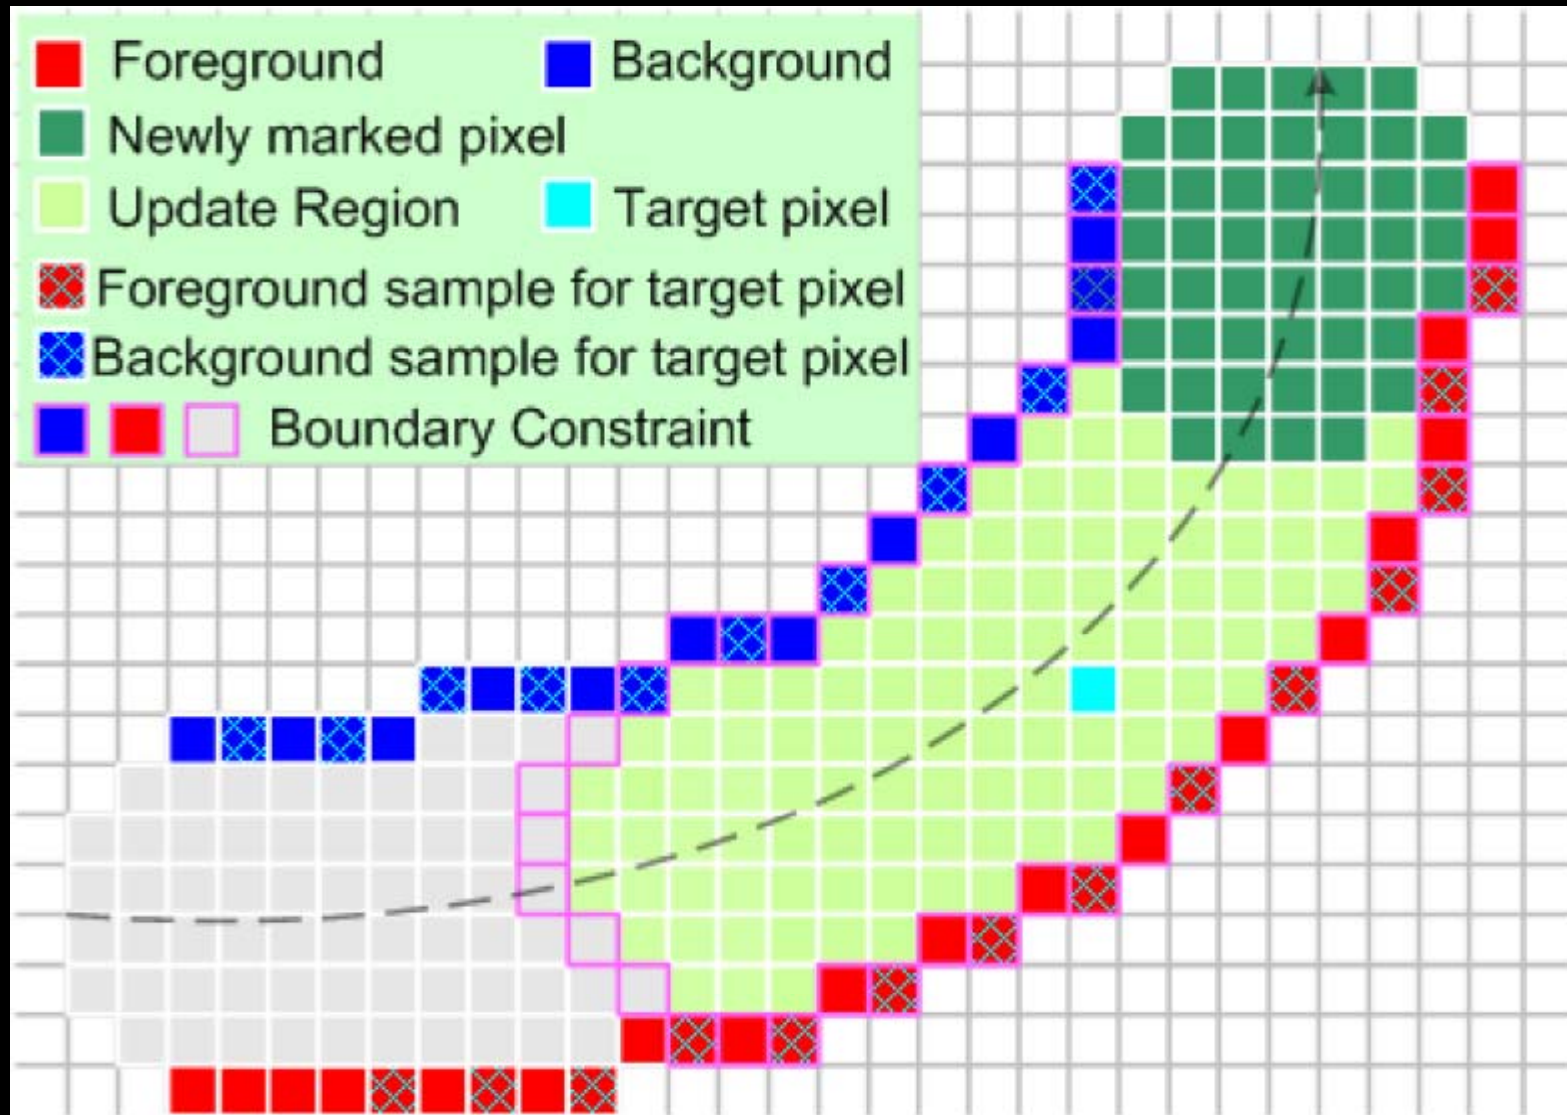 Foreground Background
Newly marked pixel
Update Region Target pixel
Foreground sample for target pixel
Background sample for target pixel
Boundary Constraint